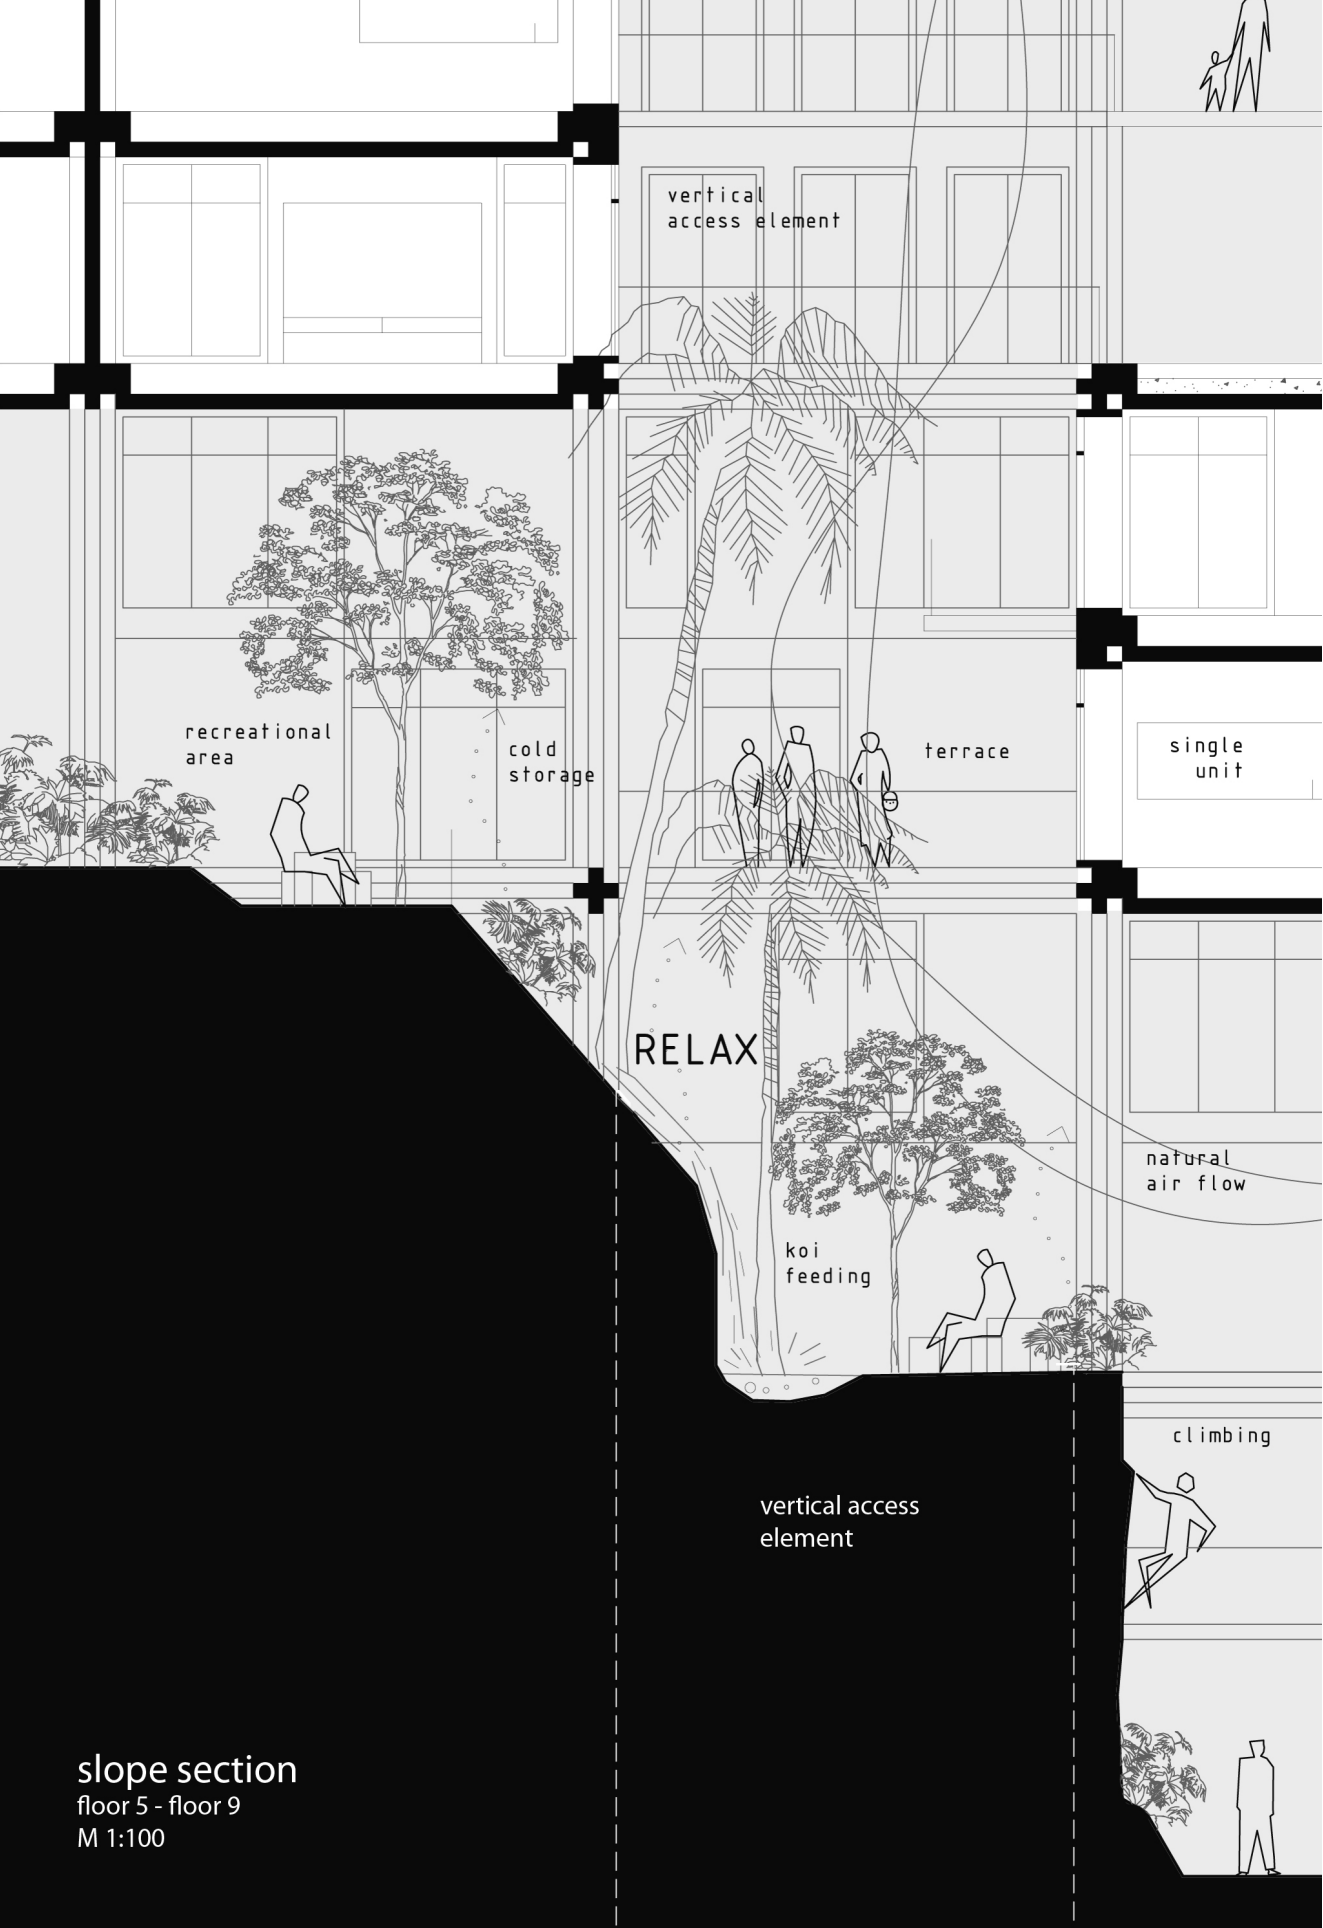 vertical
access element
recreational
area
cold
storage
terrace
single
unit
RELAX
natural
air flow
koi
feeding
climbing
vertical access
element
slope section
floor 5 - floor 9
M 1:100